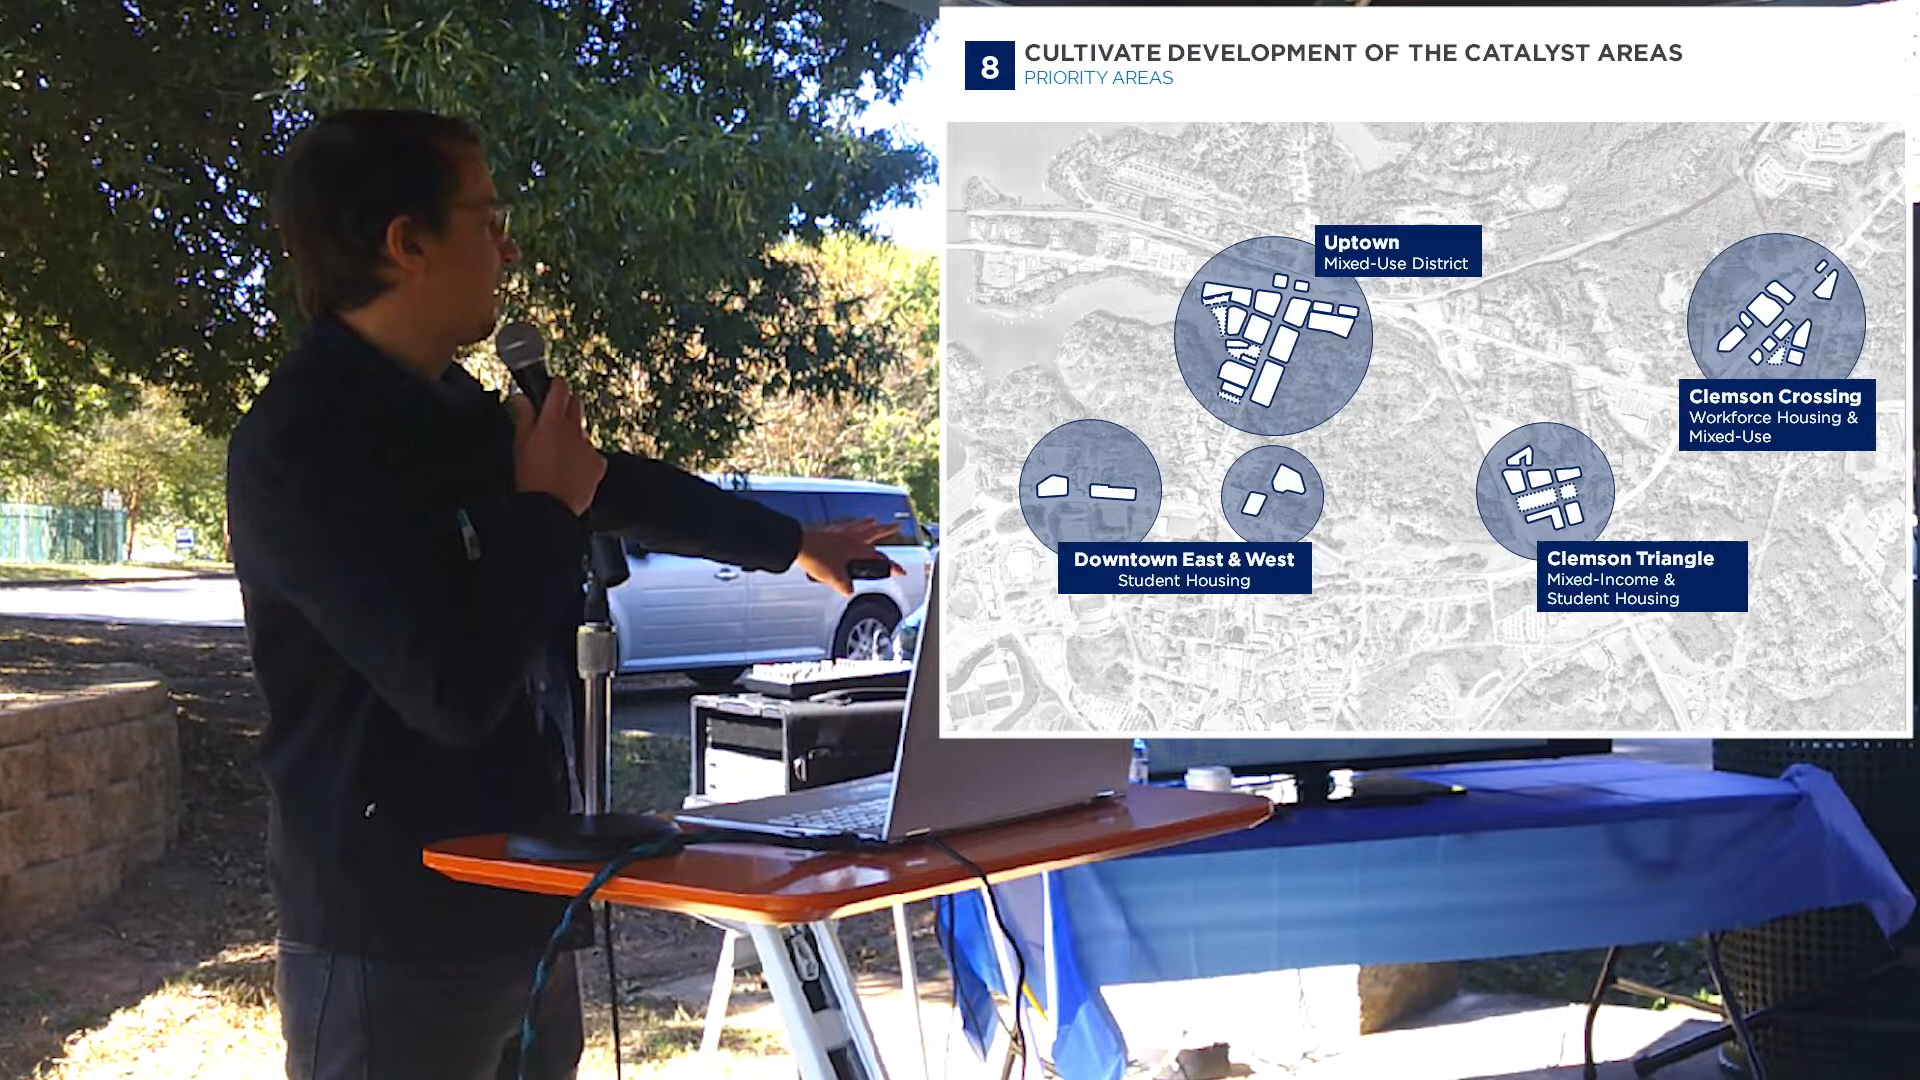 8
CULTIVATE DEVELOPMENT OF THE CATALYST AREAS
PRIORITY AREAS
Uptown
Mixed-Use District
Clemson Crossing
Workforce Housing &
Mixed-Use
Downtown East & West
Student Housing
Clemson Triangle
Mixed-Income &
Student Housing